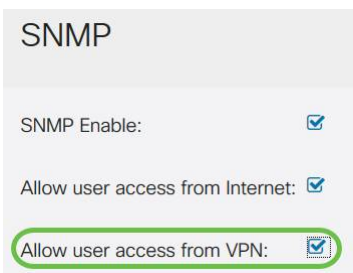 SNMP
SNMP Enable:
Allow user access from Internet:
Allow user access from VPN: